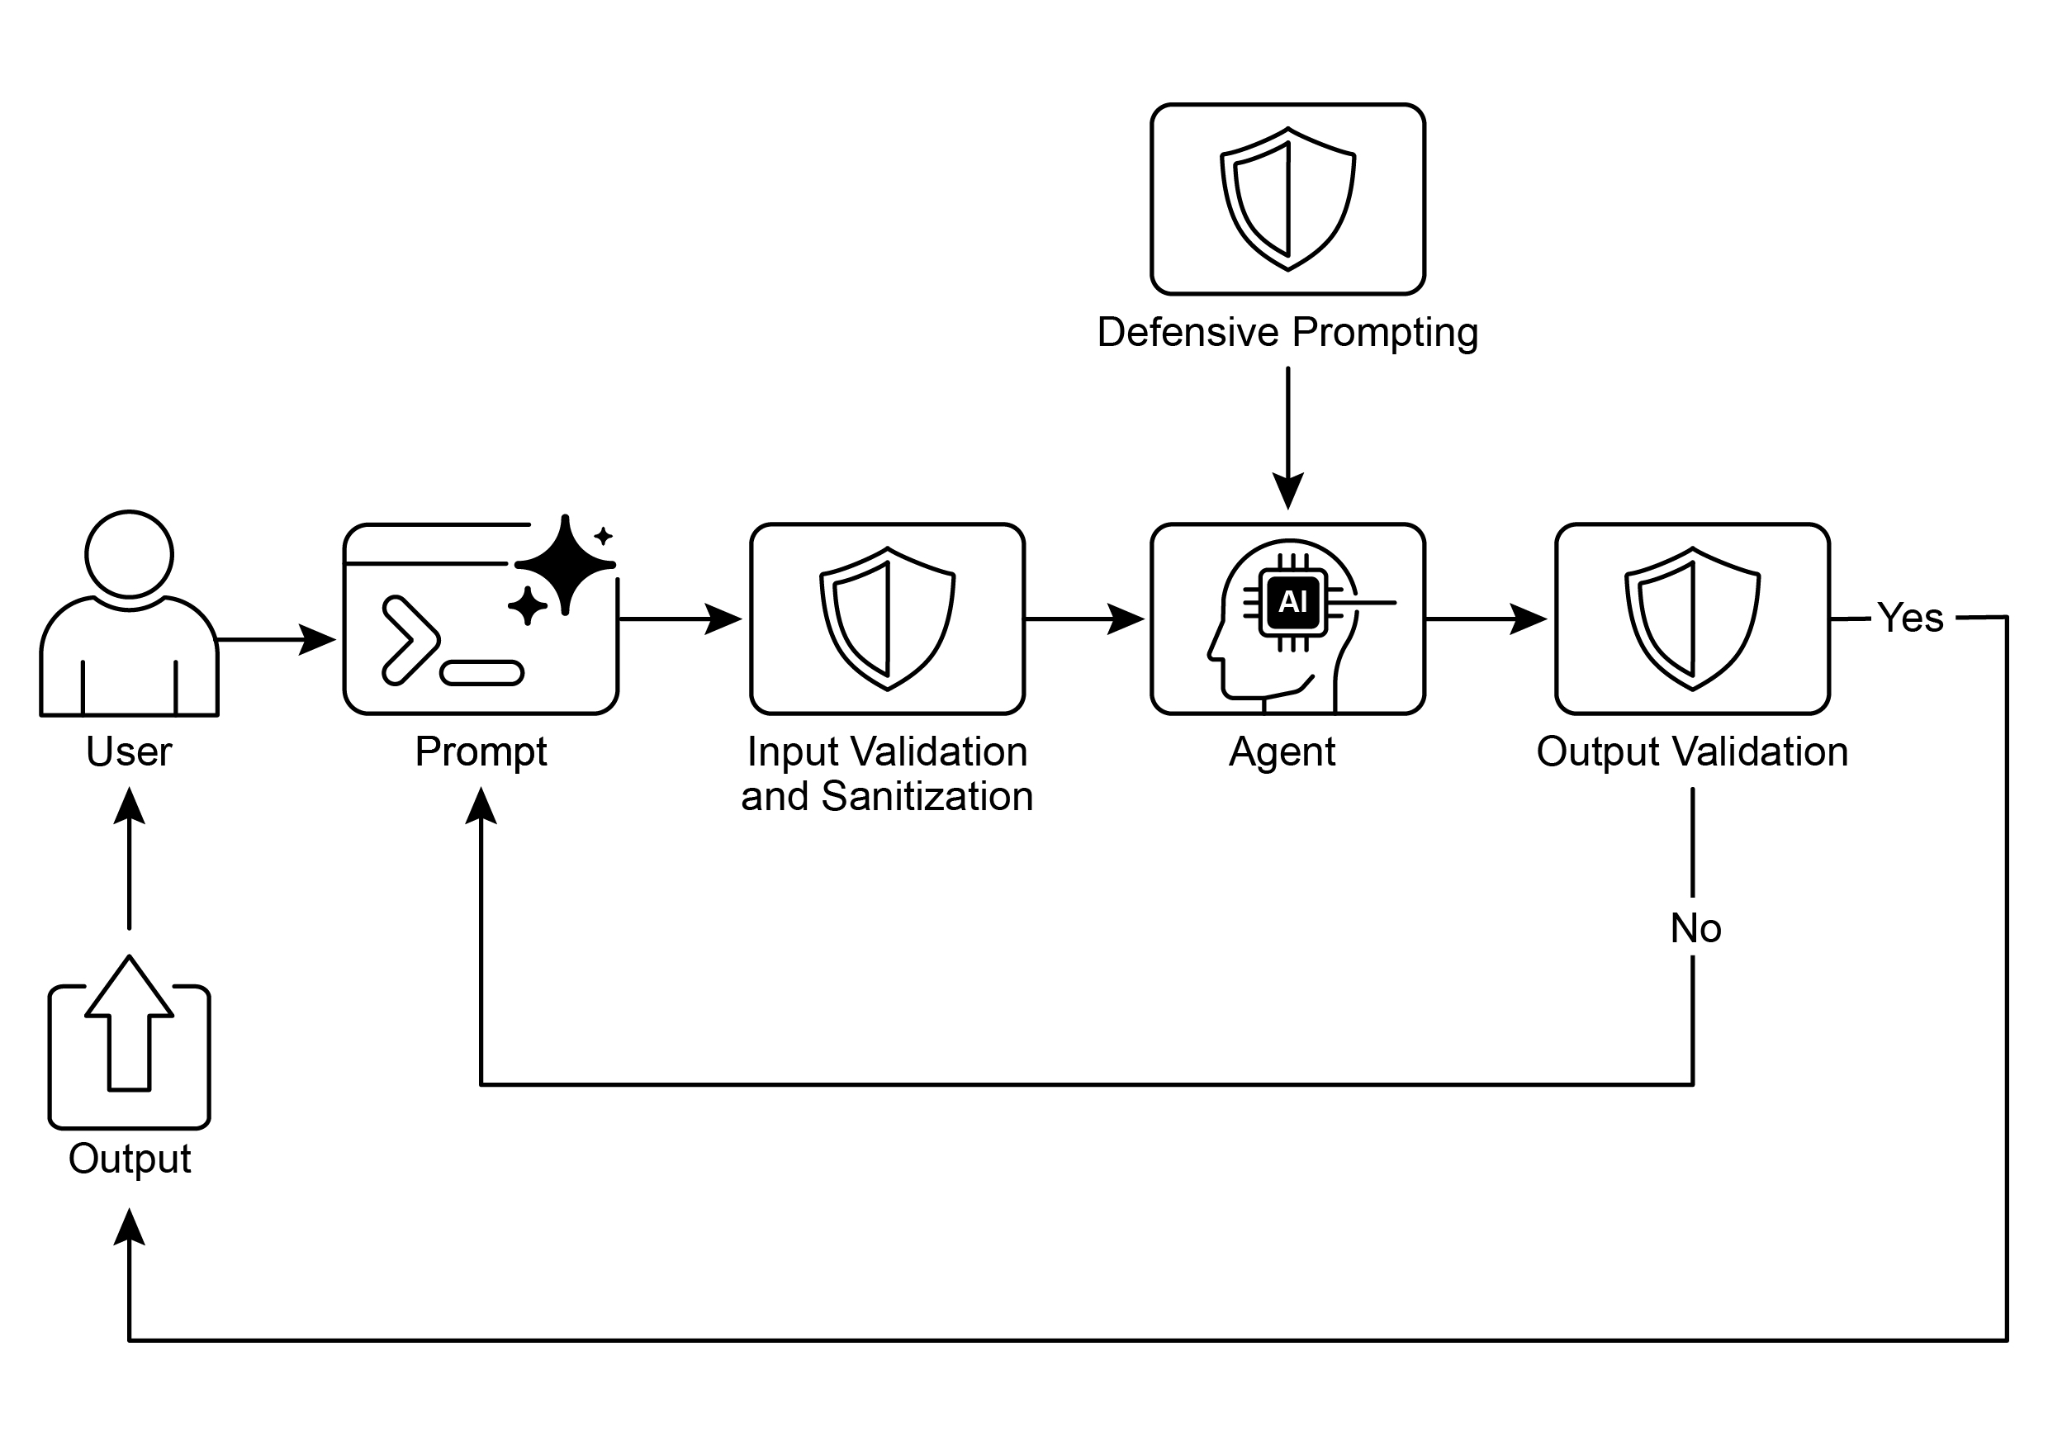 Defensive Prompting
AI
Yes
User
Prompt
Input Validation
and Sanitization
Agent
Output Validation
No
Output